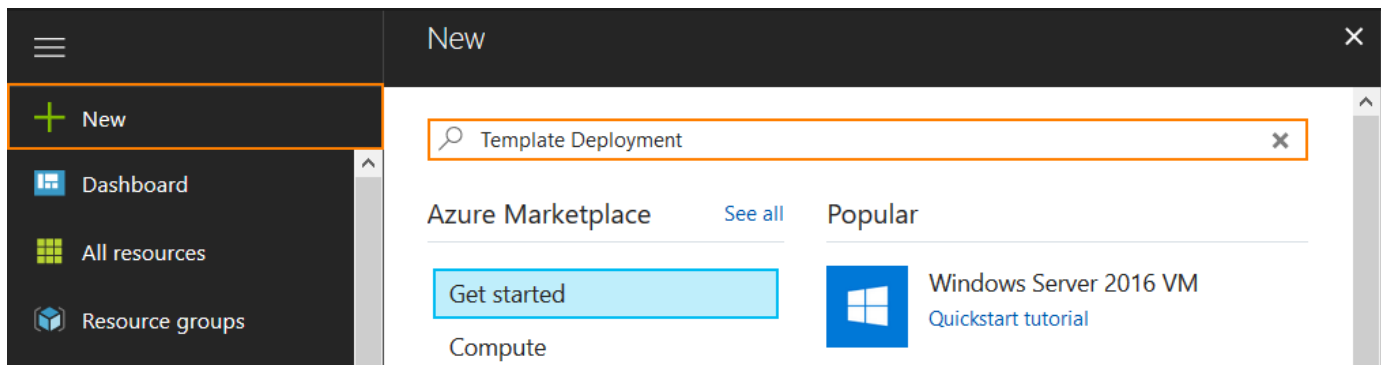 New
New
Template Deployment
Dashboard
All resources
Resource groups
Azure Marketplace
See all
Popular
Get started
Compute
Windows Server 2016 VM
Quickstart tutorial